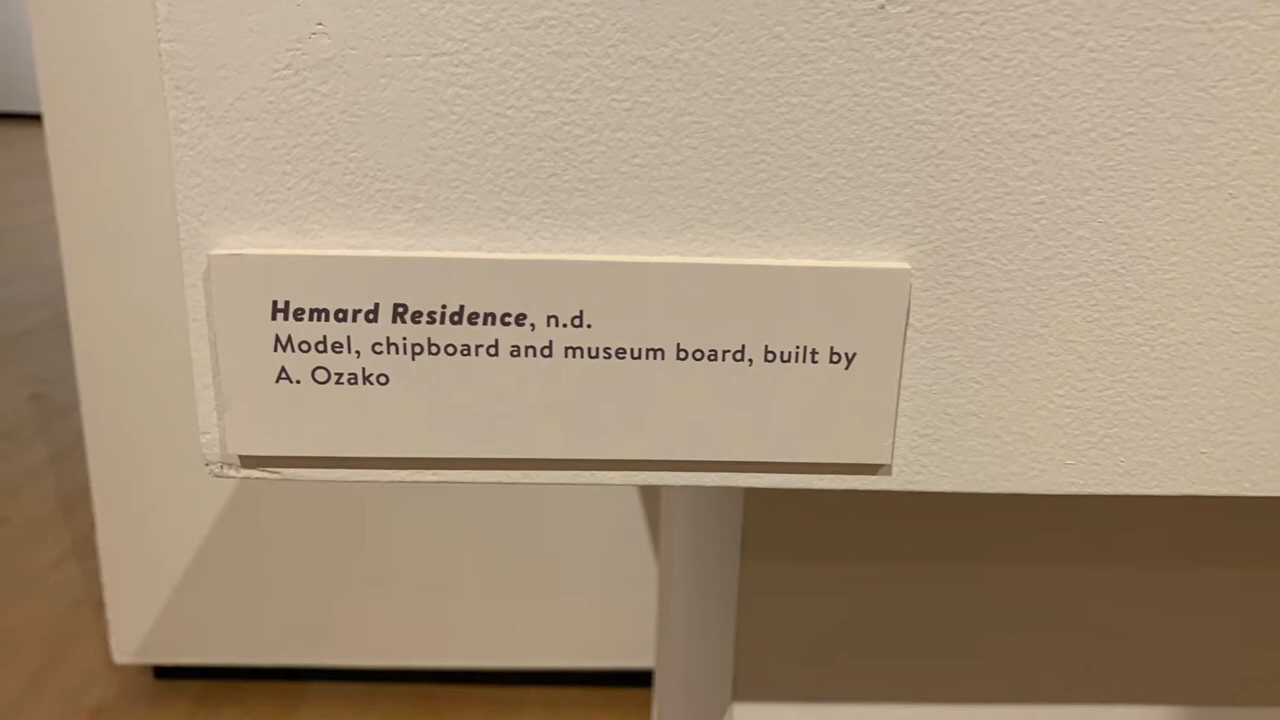 Hemard Residence, n.d.
Model, chipboard and museum board, built by
A. Ozako